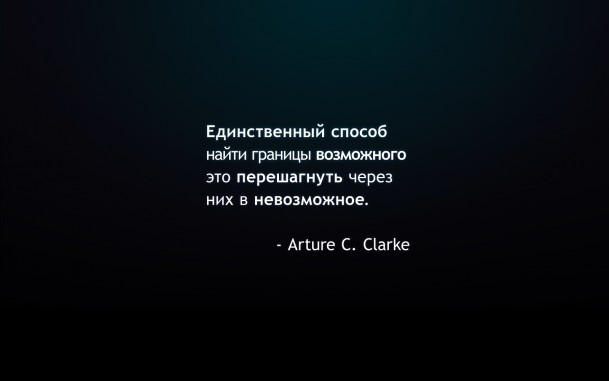 Единственный способ
найти границы возможного
это перешагнуть через
них в невозможное.
- Arture C. Clarke